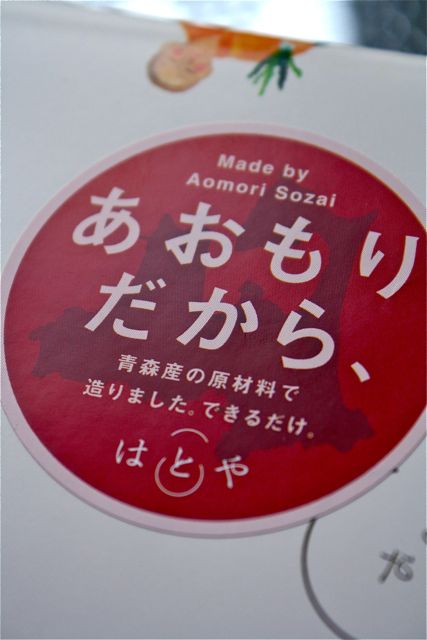 Made by
Aomori Sozai
あおもり
だから、
青森産の原材料で
造りました。できるだけ。
はとや
だ